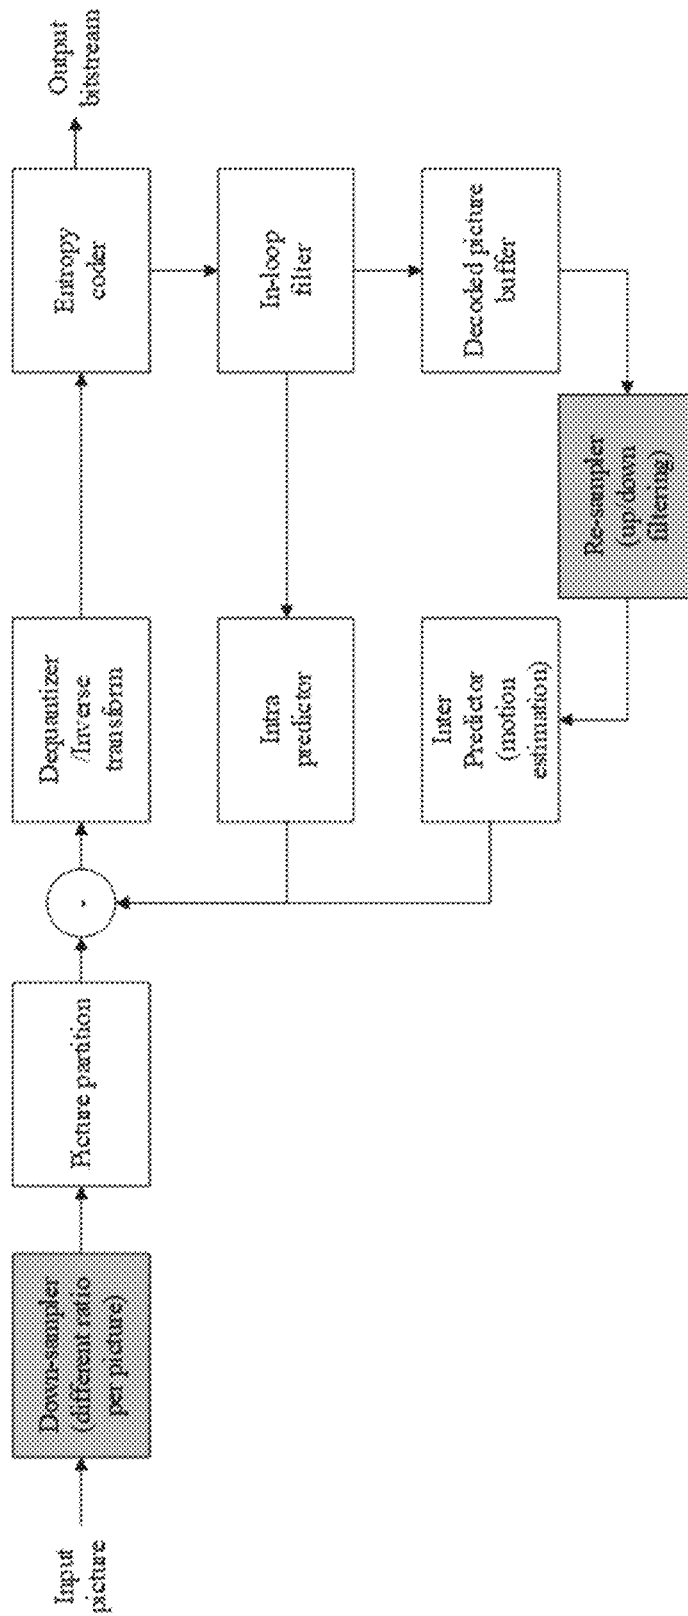 Input
picture
Down-sampler
(different ratio
per picture)
Picture partition
-
Dequantizer
/Inverse
transform
Entropy
coder
Output
bitstream
Intra
predictor
In-loop
filter
Inter
Predictor
(motion
estimation)
Decoded picture
buffer
Re-sampler
(up down
filtering)